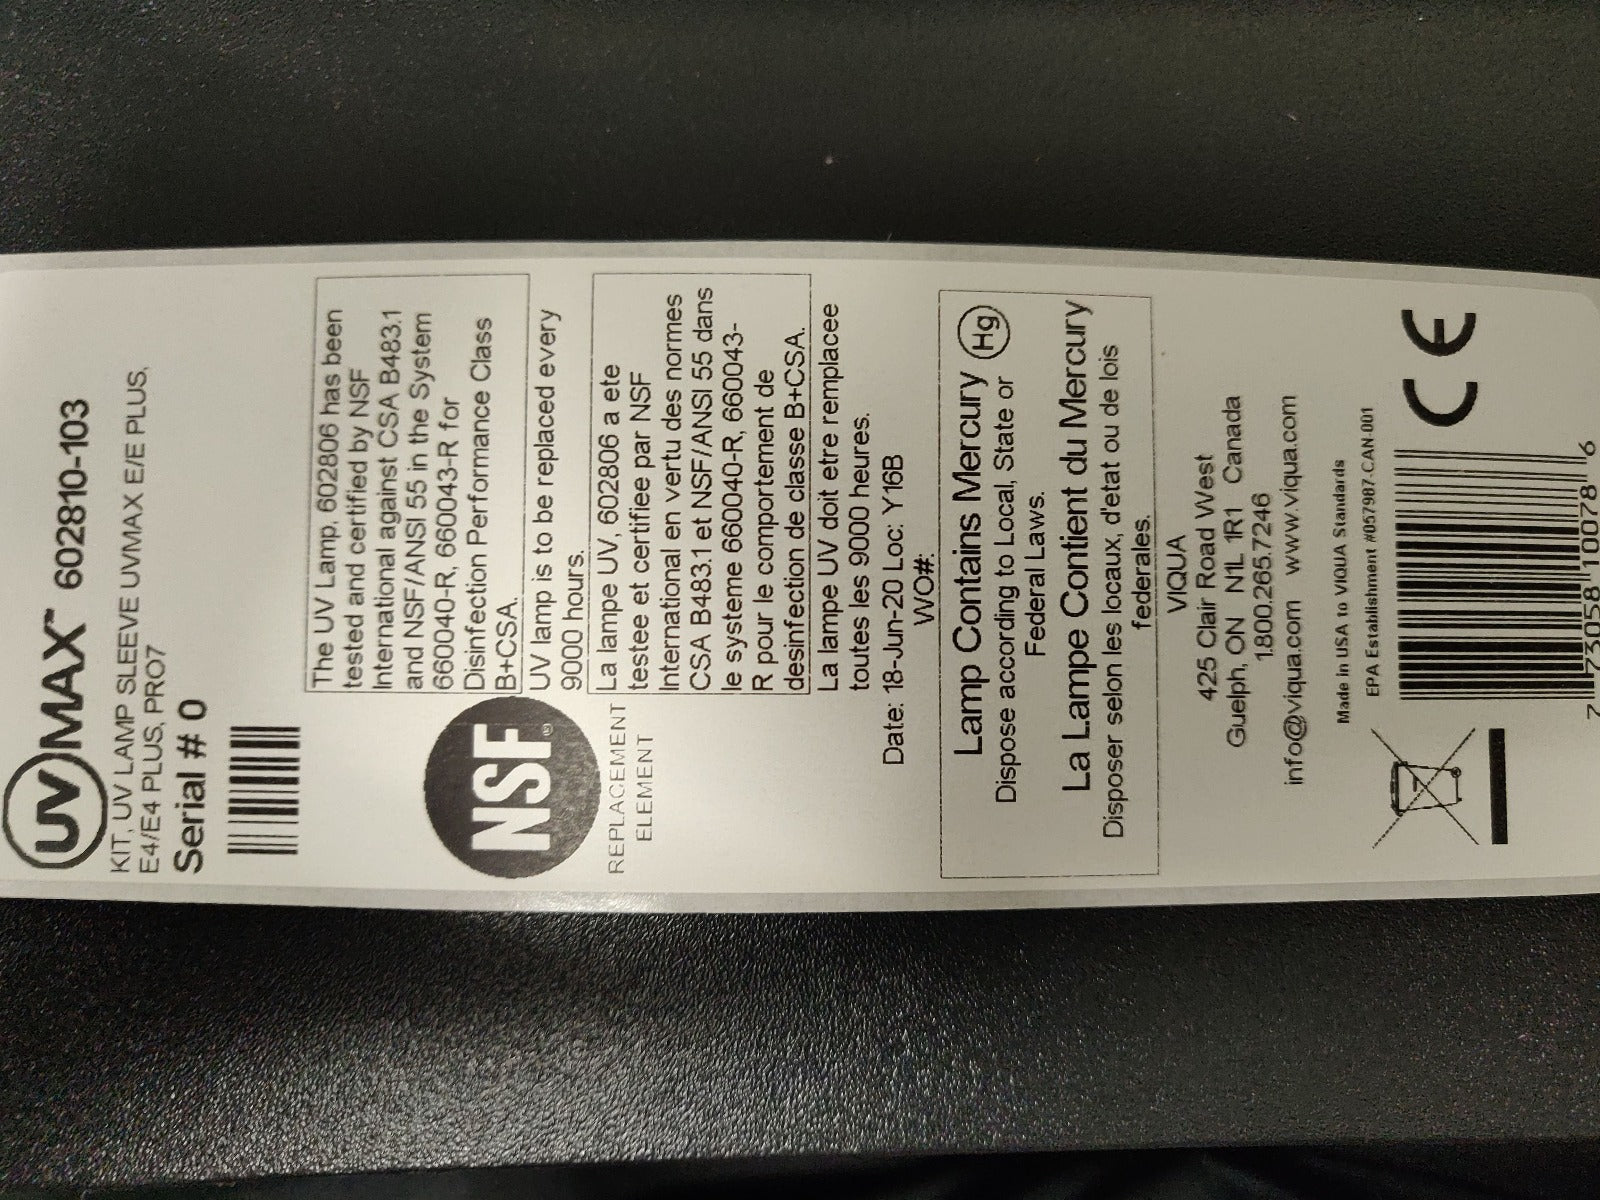 UVMAX™ 602810-103
KIT, UV LAMP SLEEVE UVMAX E/E PLUS,
E4/E4 PLUS, PRO7
Serial # 0
The UV Lamp, 602806 has been
tested and certified by NSF
International against CSA B483.1
and NSF/ANSI 55 in the System
660040-R, 660043-R for
Disinfection Performance Class
B+CSA.
NSF®
REPLACEMENT
ELEMENT
UV lamp is to be replaced every
9000 hours.
La lampe UV, 602806 a ete
testee et certifiee par NSF
International en vertu des normes
CSA B483.1 et NSF/ANSI 55 dans
le systeme 660040-R, 660043-
R pour le comportement de
desinfection de classe B+CSA.
La lampe UV doit etre remplacee
toutes les 9000 heures.
Date: 18-Jun-20 Loc: Y16B
WO#:
Lamp Contains Mercury Hg
Dispose according to Local, State or
Federal Laws.
La Lampe Contient du Mercury
Disposer selon les locaux, d'etat ou de lois
federales.
VIQUA
425 Clair Road West
Guelph, ON N1L 1R1 Canada
1.800.265.7246
info@viqua.com www.viqua.com
Made in USA to VIQUA Standards
EPA Establishment #057987-CAN-001
7 73058 10078 6
CE